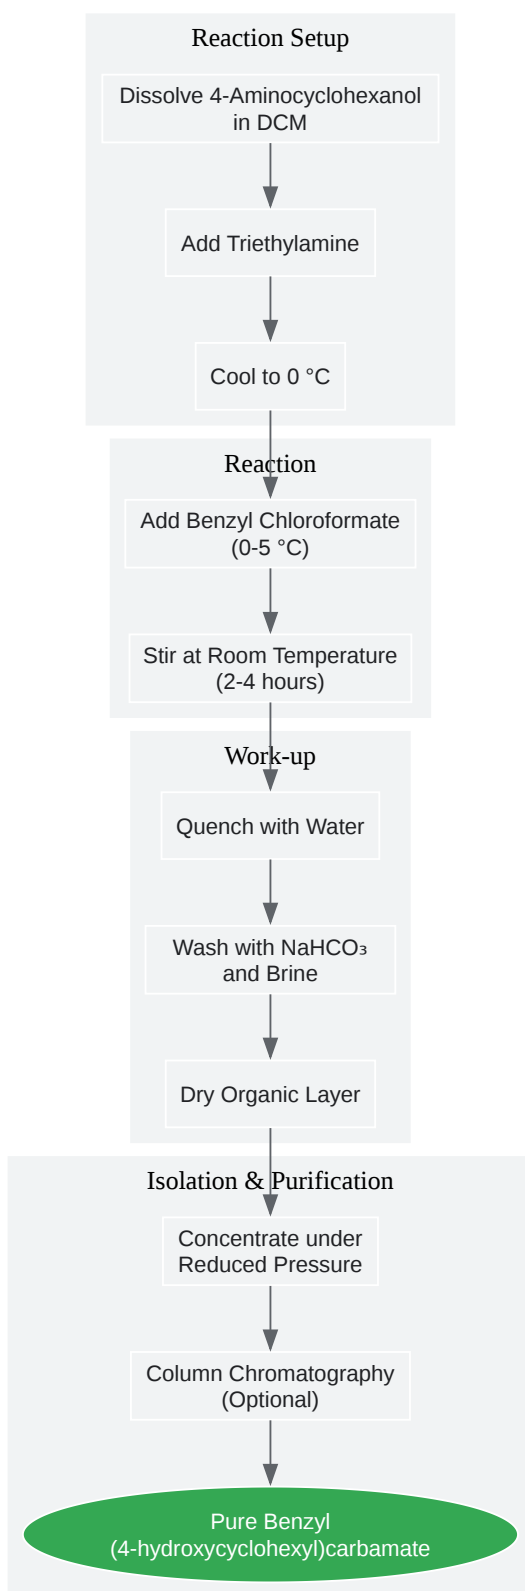 Reaction Setup
Dissolve 4-Aminocyclohexanol
in DCM
Add Triethylamine
Cool to 0 °C
Reaction
Add Benzyl Chloroformate
(0-5 °C)
Stir at Room Temperature
(2-4 hours)
Work-up
Quench with Water
Wash with NaHCO₃
and Brine
Dry Organic Layer
Isolation & Purification
Concentrate under
Reduced Pressure
Column Chromatography
(Optional)
Pure Benzyl
(4-hydroxycyclohexyl)carbamate